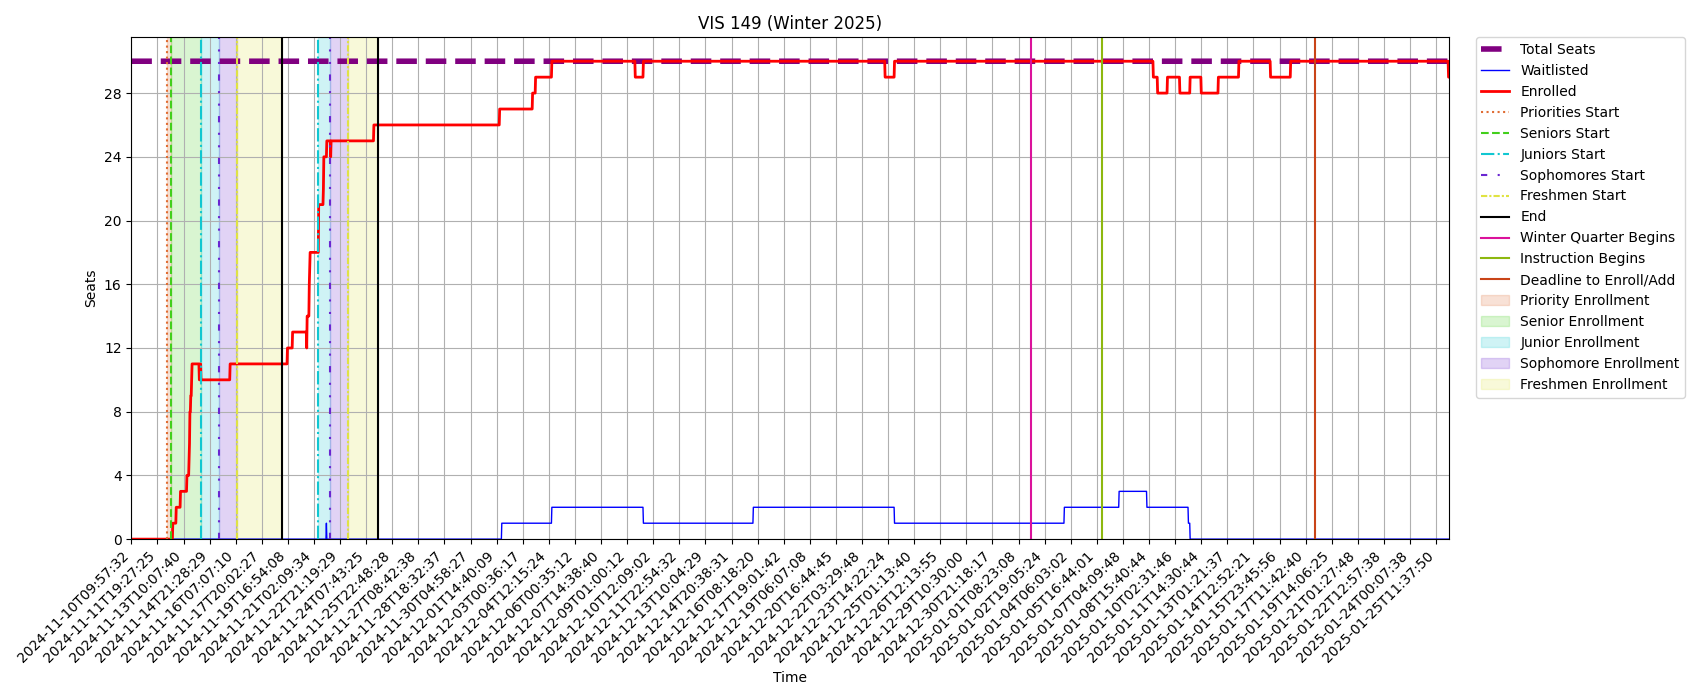 VIS 149 (Winter 2025)
Seats
28
24
20
16
12
8
4
0
2024-11-10T09:57:32
2024-11-11T19:27:25
2024-11-13T10:07:40
2024-11-14T21:28:29
2024-11-16T07:07:10
2024-11-17T20:02:27
2024-11-19T16:54:08
2024-11-21T02:09:34
2024-11-22T21:19:29
2024-11-24T07:43:25
2024-11-25T22:48:28
2024-11-27T08:42:38
2024-11-28T18:32:37
2024-11-30T04:58:27
2024-12-01T14:40:09
2024-12-03T00:36:17
2024-12-04T12:15:24
2024-12-06T00:35:12
2024-12-07T14:38:40
2024-12-09T01:00:12
2024-12-10T12:09:02
2024-12-11T22:54:32
2024-12-13T10:04:29
2024-12-14T20:38:31
2024-12-16T08:18:20
2024-12-17T19:01:42
2024-12-19T06:07:08
2024-12-20T16:44:45
2024-12-22T03:29:48
2024-12-23T14:22:24
2024-12-25T01:13:40
2024-12-26T12:13:55
2024-12-29T10:30:00
2024-12-30T21:18:17
2025-01-01T08:23:08
2025-01-02T19:05:24
2025-01-04T06:03:02
2025-01-05T16:44:01
2025-01-07T04:09:48
2025-01-08T15:40:44
2025-01-10T02:31:46
2025-01-11T14:30:44
2025-01-13T01:21:37
2025-01-14T12:52:21
2025-01-15T23:45:56
2025-01-17T11:42:40
2025-01-19T14:06:25
2025-01-21T01:27:48
2025-01-22T12:57:38
2025-01-24T00:07:38
2025-01-25T11:37:50
Time
Total Seats
Waitlisted
Enrolled
Priorities Start
Seniors Start
Juniors Start
Sophomores Start
Freshmen Start
End
Winter Quarter Begins
Instruction Begins
Deadline to Enroll/Add
Priority Enrollment
Senior Enrollment
Junior Enrollment
Sophomore Enrollment
Freshmen Enrollment